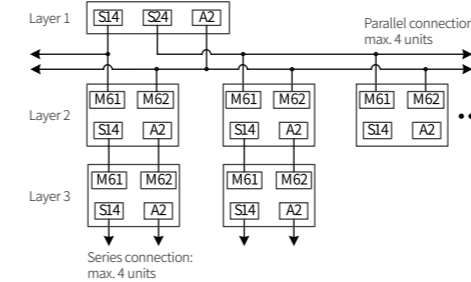 Layer 1
S14 S24 A2
Parallel connection
max. 4 units
Layer 2
M61 M62 M61 M62 M61 M62
S14 A2 S14 A2 S14 A2
Layer 3
M61 M62 M61 M62
S14 A2 S14 A2
Series connection:
max. 4 units